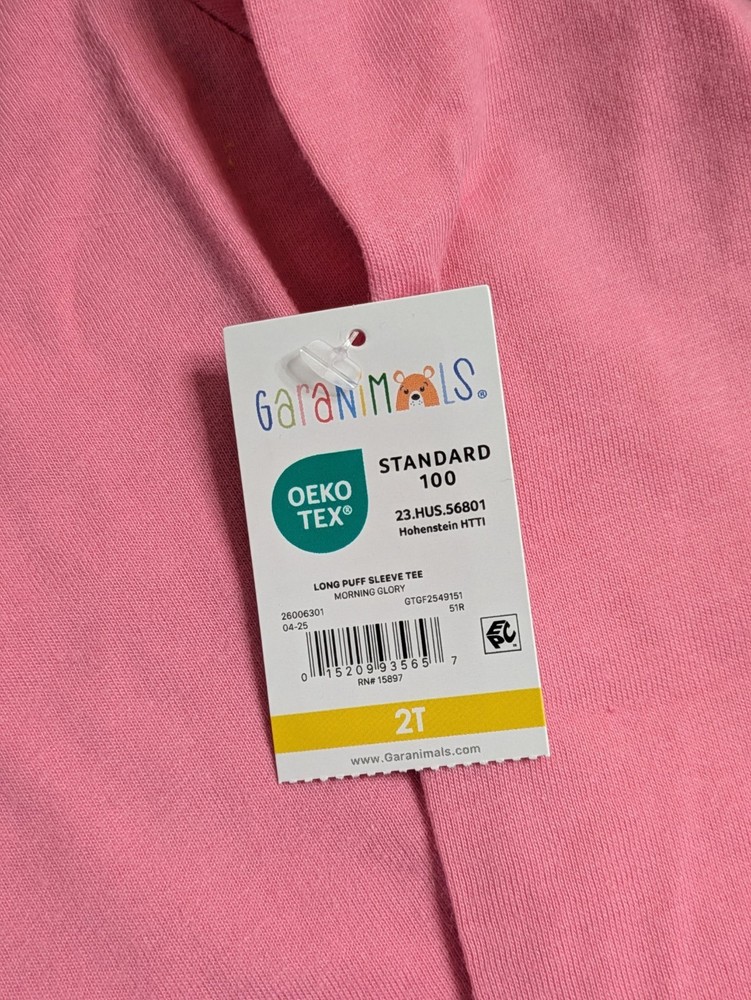 GaraNIMALS®
OEKO
TEX®
STANDARD
100
23.HUS.56801
Hohenstein HTTI
LONG PUFF SLEEVE TEE
MORNING GLORY
26006301 GTGF2549151
04-25 51R
EPC
0 15209 93565 7
RN# 15897
2T
www.Garanimals.com